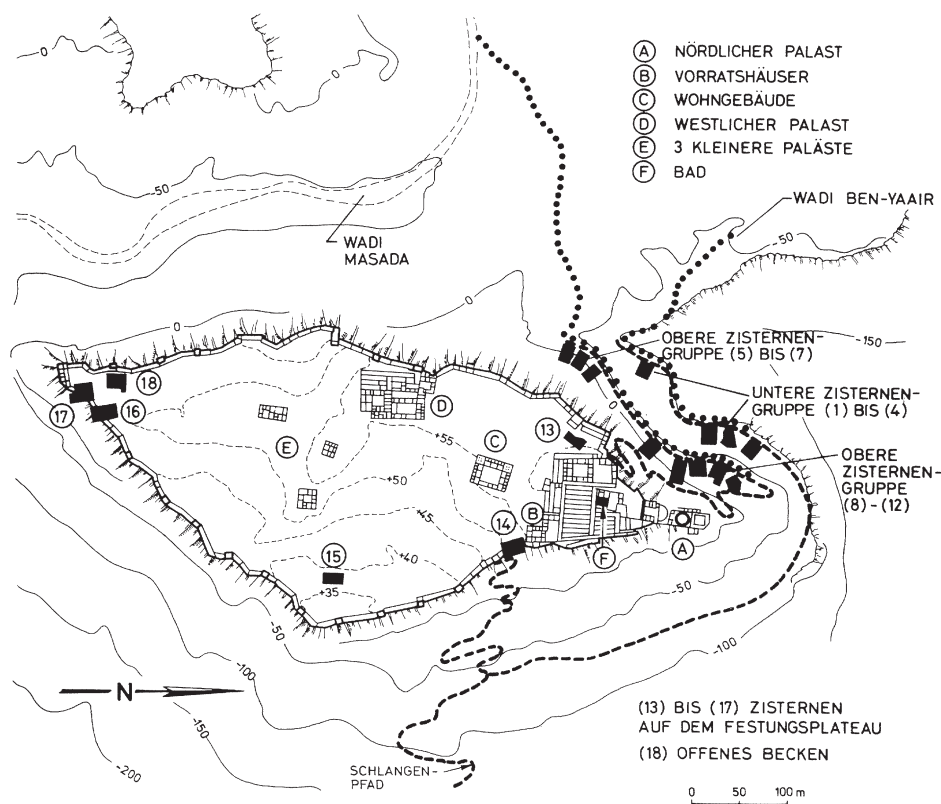 A NÖRDLICHER PALAST
B VORRATSHÄUSER
C WOHNGEBÄUDE
D WESTLICHER PALAST
E 3 KLEINERE PALÄSTE
F BAD
0
0
-50
WADI
MASADA
WADI BEN-YAAIR
-50
0
0
-150
OBERE ZISTERNEN-
GRUPPE (5) BIS (7)
0
UNTERE ZISTERNEN-
GRUPPE (1) BIS (4)
OBERE
ZISTERNEN-
GRUPPE
(8) - (12)
18
17
16
D
E
+55
C
13
+50
+45
14
B
F
A
15
+40
+35
-50
-50
-100
-100
-150
-200
N
SCHLANGEN-
PFAD
(13) BIS (17) ZISTERNEN
AUF DEM FESTUNGSPLATEAU
(18) OFFENES BECKEN
0 50 100 m